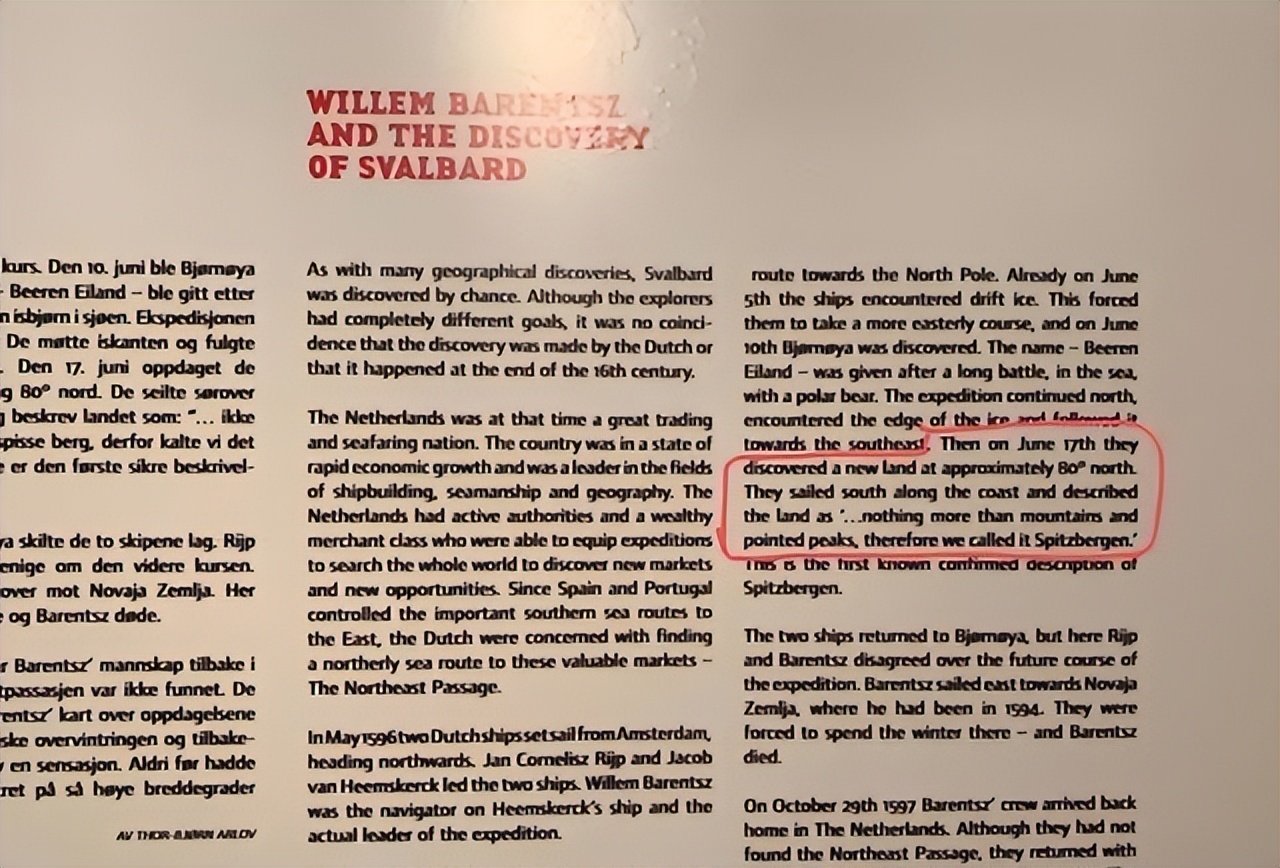 WILLEM BARENTSZ
AND THE DISCOVERY
OF SVALBARD
kurs. Den 10. juni ble Bjørnøya
Beeren Eiland – ble gitt etter
isbjørn i sjøen. Ekspedisjonen
De møtte iskanten og fulgte
Den 17. juni oppdaget de
80° nord. De seilte sørover
beskrev landet som: "... ikke
spisse berg, derfor kalte vi det
er den første sikre beskrivel-
skilte de to skipene lag. Rijp
enige om den videre kursen.
over mot Novaja Zemlja. Her
og Barentsz døde.
Barentsz' mannskap tilbake i
var ikke funnet. De
kart over oppdagelsene
overvintringen og tilbake-
en sensasjon. Aldri før hadde
på så høye breddegrader
AV THOR-BJØRN ARLOV
As with many geographical discoveries, Svalbard
was discovered by chance. Although the explorers
had completely different goals, it was no coinci-
dence that the discovery was made by the Dutch or
that it happened at the end of the 16th century.
The Netherlands was at that time a great trading
and seafaring nation. The country was in a state of
rapid economic growth and was a leader in the fields
of shipbuilding, seamanship and geography. The
Netherlands had active authorities and a wealthy
merchant class who were able to equip expeditions
to search the whole world to discover new markets
and new opportunities. Since Spain and Portugal
controlled the important southern sea routes to
the East, the Dutch were concerned with finding
a northerly sea route to these valuable markets –
The Northeast Passage.
In May 1596 two Dutch ships set sail from Amsterdam,
heading northwards. Jan Cornelisz Rijp and Jacob
van Heemskerck led the two ships. Willem Barentsz
was the navigator on Heemskerck's ship and the
actual leader of the expedition.
route towards the North Pole. Already on June
5th the ships encountered drift ice. This forced
them to take a more easterly course, and on June
10th Bjørnøya was discovered. The name – Beeren
Eiland – was given after a long battle, in the sea,
with a polar bear. The expedition continued north,
encountered the edge of the ice and followed it
towards the southeast. Then on June 17th they
discovered a new land at approximately 80° north.
They sailed south along the coast and described
the land as '...nothing more than mountains and
pointed peaks, therefore we called it Spitzbergen.'
This is the first known confirmed description of
Spitzbergen.
The two ships returned to Bjørnøya, but here Rijp
and Barentsz disagreed over the future course of
the expedition. Barentsz sailed east towards Novaja
Zemlja, where he had been in 1594. They were
forced to spend the winter there – and Barentsz
died.
On October 29th 1597 Barentsz' crew arrived back
home in The Netherlands. Although they had not
found the Northeast Passage, they returned with